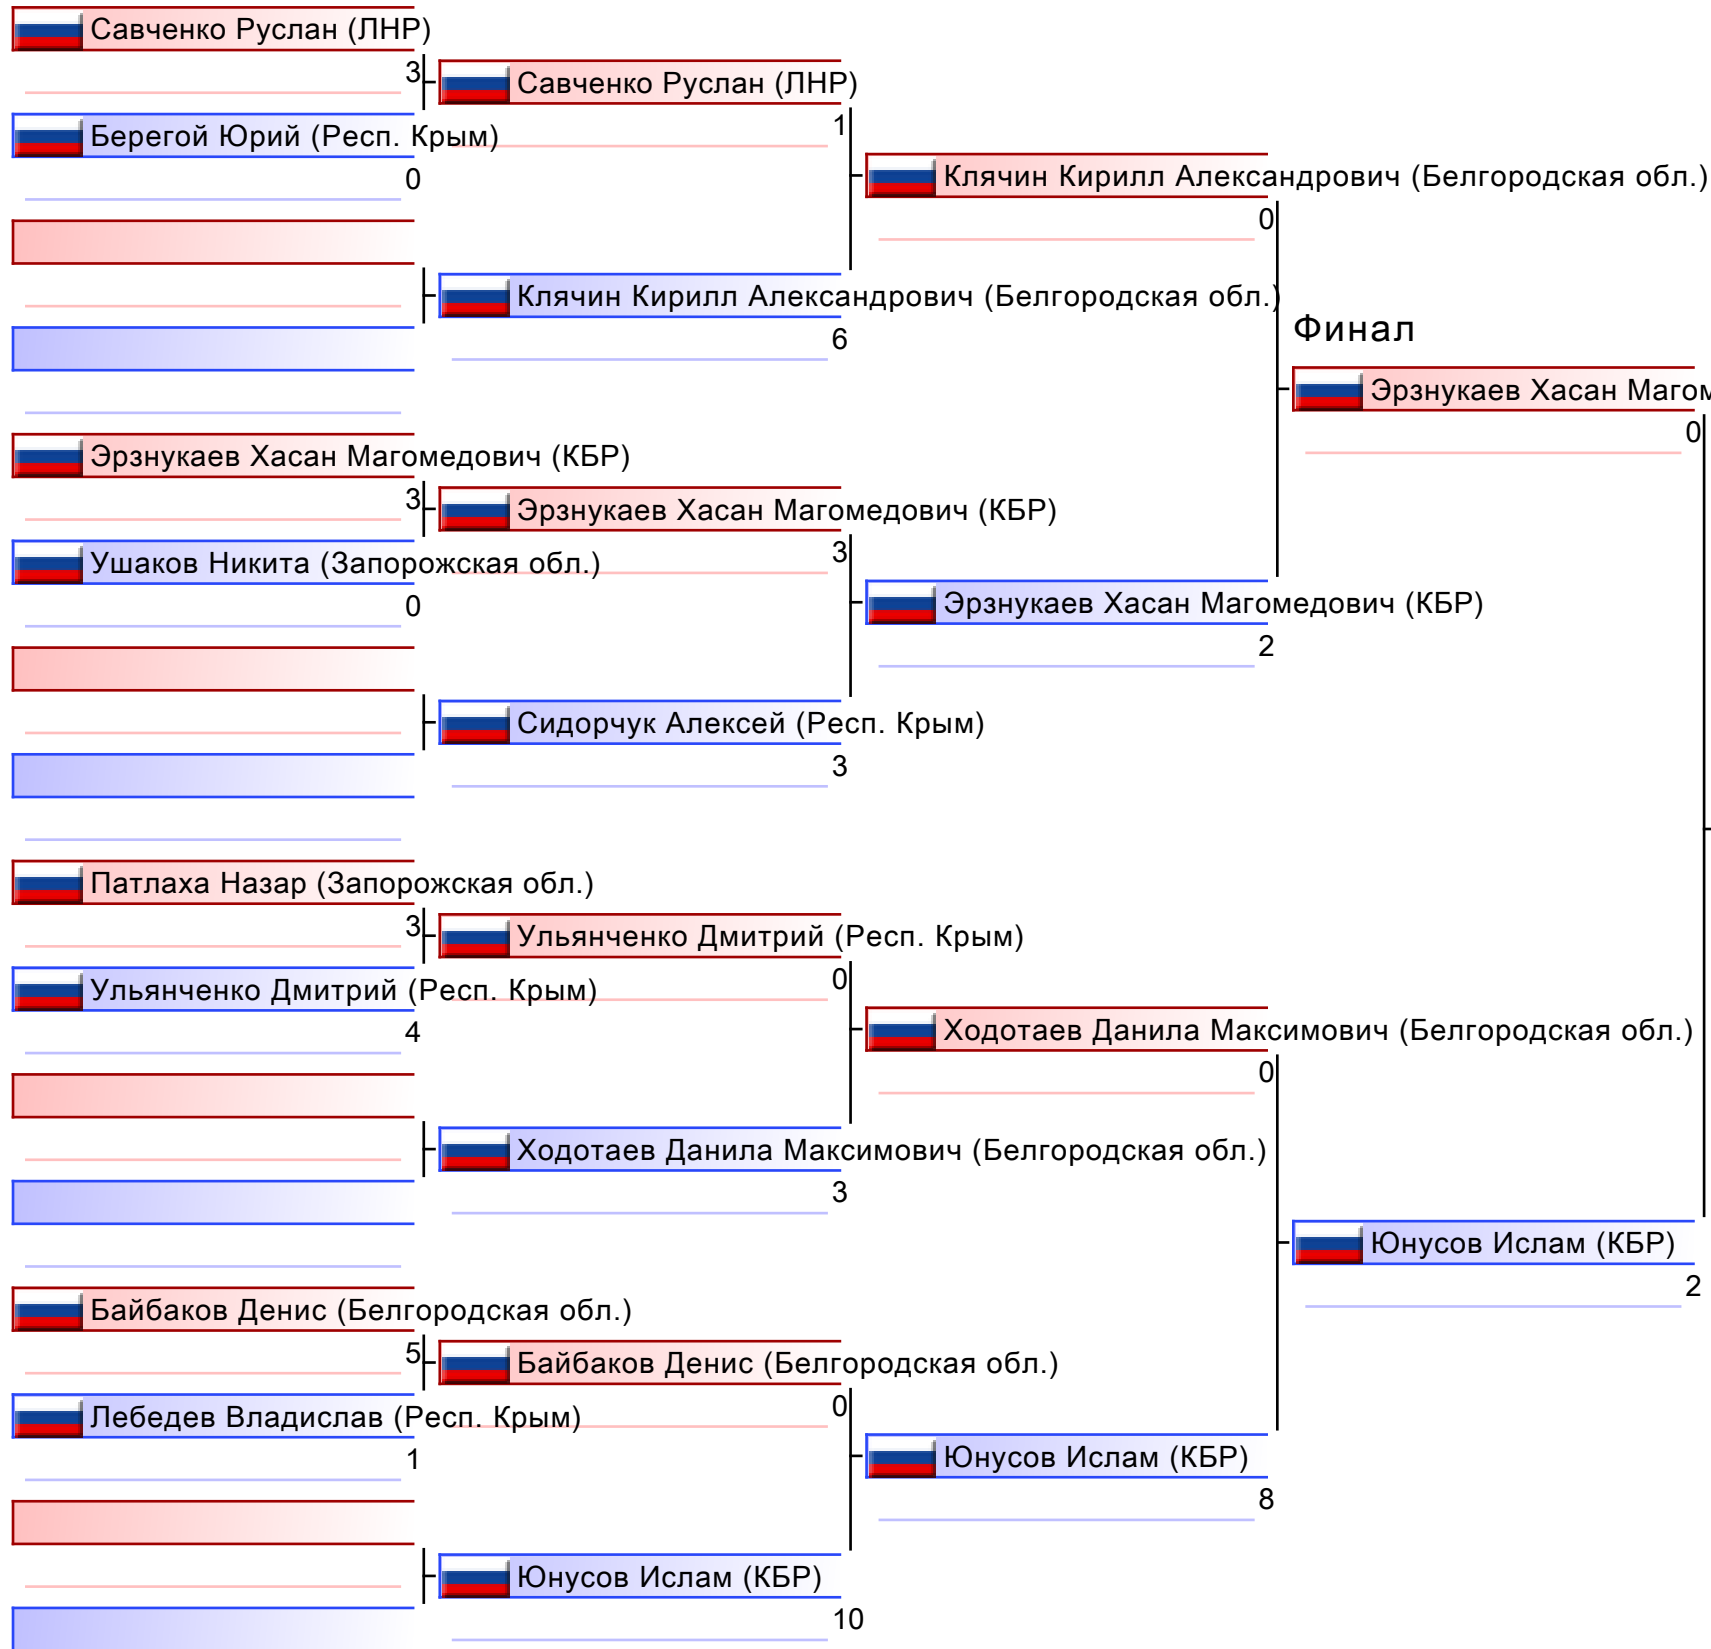 Савченко Руслан (ЛНР)
3
Берегой Юрий (Респ. Крым)
0
Эрзнукаев Хасан Магомедович (КБР)
3
Ушаков Никита (Запорожская обл.)
0
Патлаха Назар (Запорожская обл.)
3
Ульянченко Дмитрий (Респ. Крым)
4
Байбаков Денис (Белгородская обл.)
5
Лебедев Владислав (Респ. Крым)
1
Савченко Руслан (ЛНР)
1
Клячин Кирилл Александрович (Белгородская обл.)
6
Эрзнукаев Хасан Магомедович (КБР)
3
Сидорчук Алексей (Респ. Крым)
3
Ульянченко Дмитрий (Респ. Крым)
0
Ходотаев Данила Максимович (Белгородская обл.)
3
Байбаков Денис (Белгородская обл.)
0
Юнусов Ислам (КБР)
10
Клячин Кирилл Александрович (Белгородская обл.)
0
Эрзнукаев Хасан Магомедович (КБР)
2
Ходотаев Данила Максимович (Белгородская обл.)
0
Юнусов Ислам (КБР)
8
Финал
Эрзнукаев Хасан Магом
0
Юнусов Ислам (КБР)
2